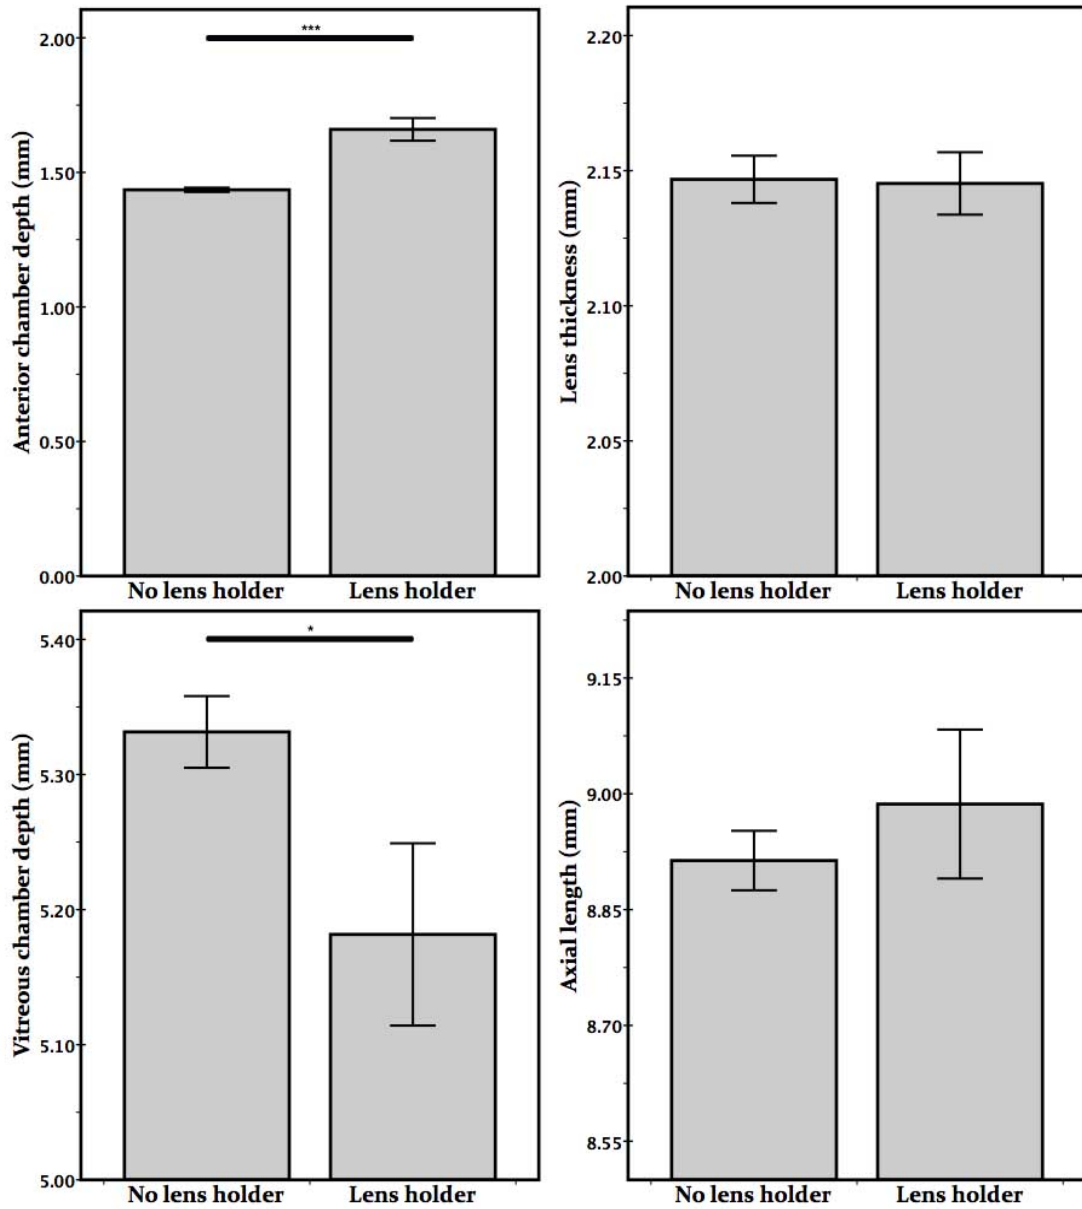 Anterior chamber depth (mm)
2.00
1.50
1.00
0.50
0.00
***
No lens holder
Lens holder
Lens thickness (mm)
2.20
2.15
2.10
2.05
2.00
No lens holder
Lens holder
Vitreous chamber depth (mm)
5.40
5.30
5.20
5.10
5.00
*
No lens holder
Lens holder
Axial length (mm)
9.15
9.00
8.85
8.70
8.55
No lens holder
Lens holder